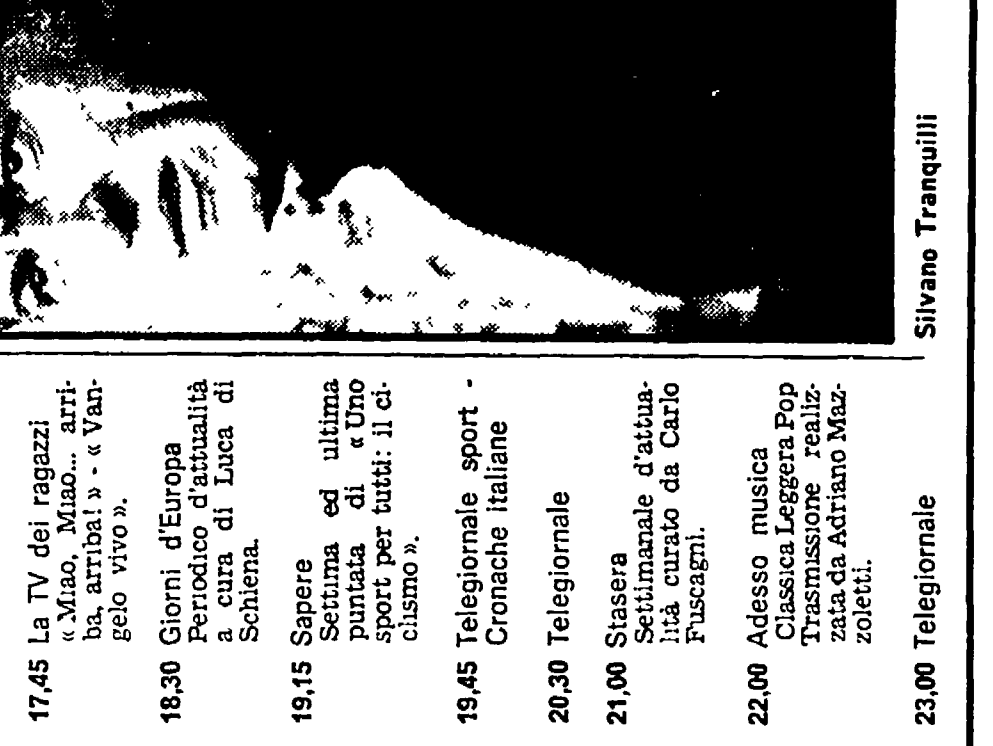 17,45 La TV dei ragazzi
« Miao, Miao... arri-
ba, arriba! » - « Van-
gelo vivo ».
18,30 Giorni d'Europa
Periodico d'attualità
a cura di Luca di
Schiena.
19,15 Sapere
Settima ed ultima
puntata di « Uno
sport per tutti: il ci-
clismo ».
19,45 Telegiornale sport -
Cronache italiane
20,30 Telegiornale
21,00 Stasera
Settimanale d'attua-
lità curato da Carlo
Fuscagni.
22,00 Adesso musica
Classica Leggera Pop
Trasmissione realiz-
zata da Adriano Maz-
zoletti.
23,00 Telegiornale
Silvano Tranquilli